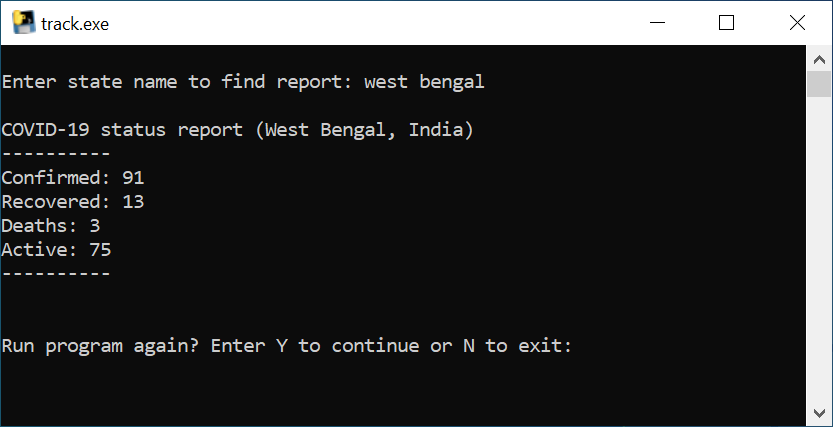 track.exe
Enter state name to find report: west bengal
COVID-19 status report (West Bengal, India)
----------
Confirmed: 91
Recovered: 13
Deaths: 3
Active: 75
----------
Run program again? Enter Y to continue or N to exit: